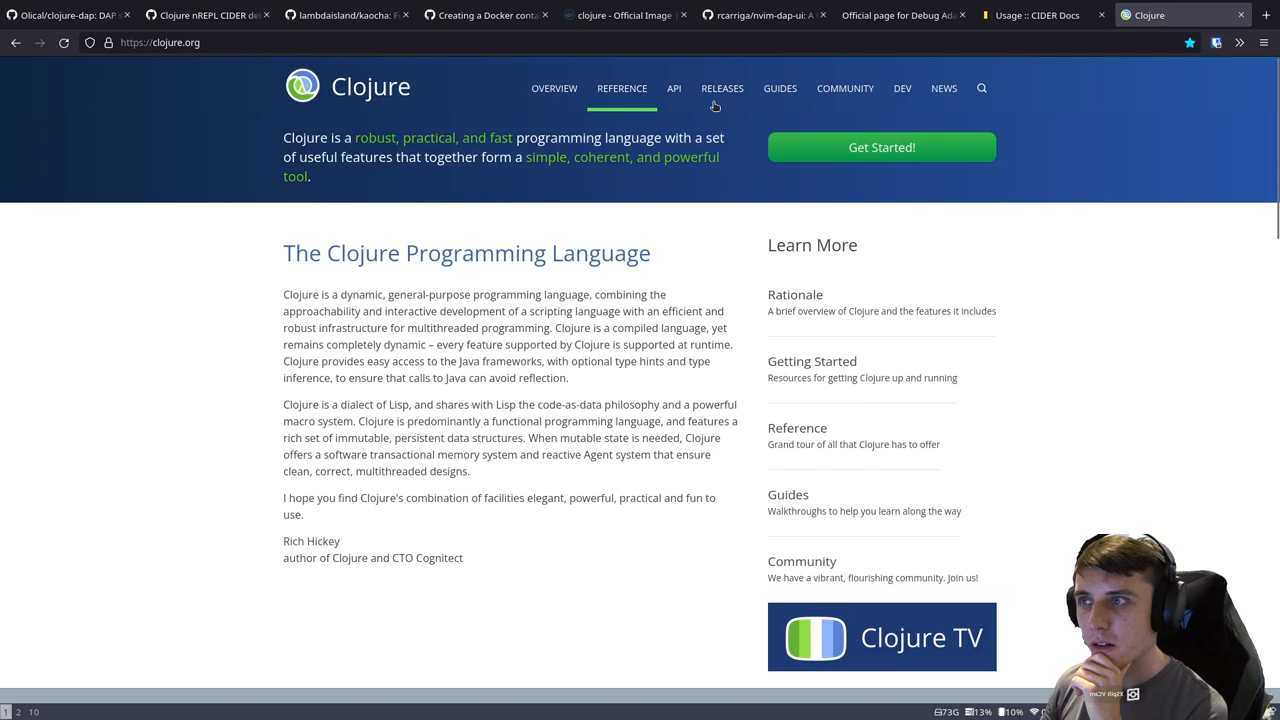 Olical/clojure-dap: DAP s
Clojure nREPL CIDER de
lambdaisland/kaocha: F
Creating a Docker conta
clojure - Official Image |
rcarriga/nvim-dap-ui: A
Official page for Debug Ada
Usage :: CIDER Docs
Clojure
https://clojure.org
Clojure
OVERVIEW
REFERENCE
API
RELEASES
GUIDES
COMMUNITY
DEV
NEWS
Clojure is a robust, practical, and fast programming language with a set
of useful features that together form a simple, coherent, and powerful
tool.
Get Started!
The Clojure Programming Language
Clojure is a dynamic, general-purpose programming language, combining the
approachability and interactive development of a scripting language with an efficient and
robust infrastructure for multithreaded programming. Clojure is a compiled language, yet
remains completely dynamic – every feature supported by Clojure is supported at runtime.
Clojure provides easy access to the Java frameworks, with optional type hints and type
inference, to ensure that calls to Java can avoid reflection.
Clojure is a dialect of Lisp, and shares with Lisp the code-as-data philosophy and a powerful
macro system. Clojure is predominantly a functional programming language, and features a
rich set of immutable, persistent data structures. When mutable state is needed, Clojure
offers a software transactional memory system and reactive Agent system that ensure
clean, correct, multithreaded designs.
I hope you find Clojure's combination of facilities elegant, powerful, practical and fun to
use.
Rich Hickey
author of Clojure and CTO Cognitect
Learn More
Rationale
A brief overview of Clojure and the features it includes
Getting Started
Resources for getting Clojure up and running
Reference
Grand tour of all that Clojure has to offer
Guides
Walkthroughs to help you learn along the way
Community
We have a vibrant, flourishing community. Join us!
Clojure TV
XSplit VCam
1 2 10
73G 13% 10%